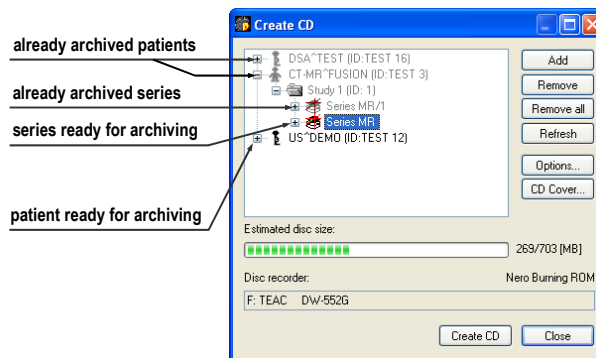 Create CD
already archived patients
already archived series
series ready for archiving
patient ready for archiving
DSA^TEST (ID:TEST 16)
CT-MR^FUSION (ID:TEST 3)
Study 1 (ID: 1)
Series MR/1
Series MR
US^DEMO (ID:TEST 12)
Add
Remove
Remove all
Refresh
Options...
CD Cover...
Estimated disc size:
269/703 [MB]
Disc recorder:
Nero Burning ROM
F: TEAC DW-552G
Create CD
Close